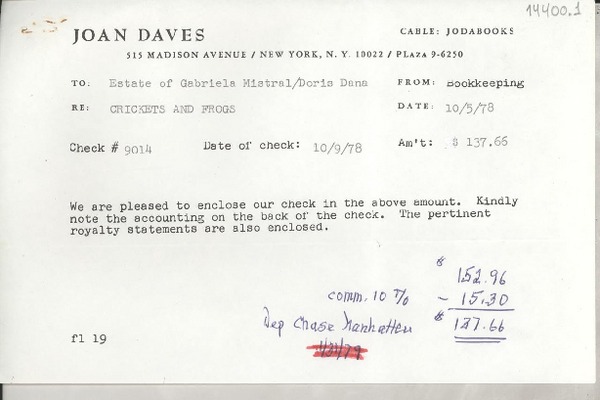 14400.1
JOAN DAVES
CABLE: JODABOOKS
515 MADISON AVENUE / NEW YORK, N. Y. 10022 / PLAZA 9-6250
TO: Estate of Gabriela Mistral/Doris Dana FROM: Bookkeeping
RE: CRICKETS AND FROGS DATE: 10/5/78
Check # 9014 Date of check: 10/9/78 Am't: $ 137.66
We are pleased to enclose our check in the above amount. Kindly
note the accounting on the back of the check. The pertinent
royalty statements are also enclosed.
$ 152.96
comm. 10 % - 15.30
Dep Chase Manhattan $ 137.66
fl 19